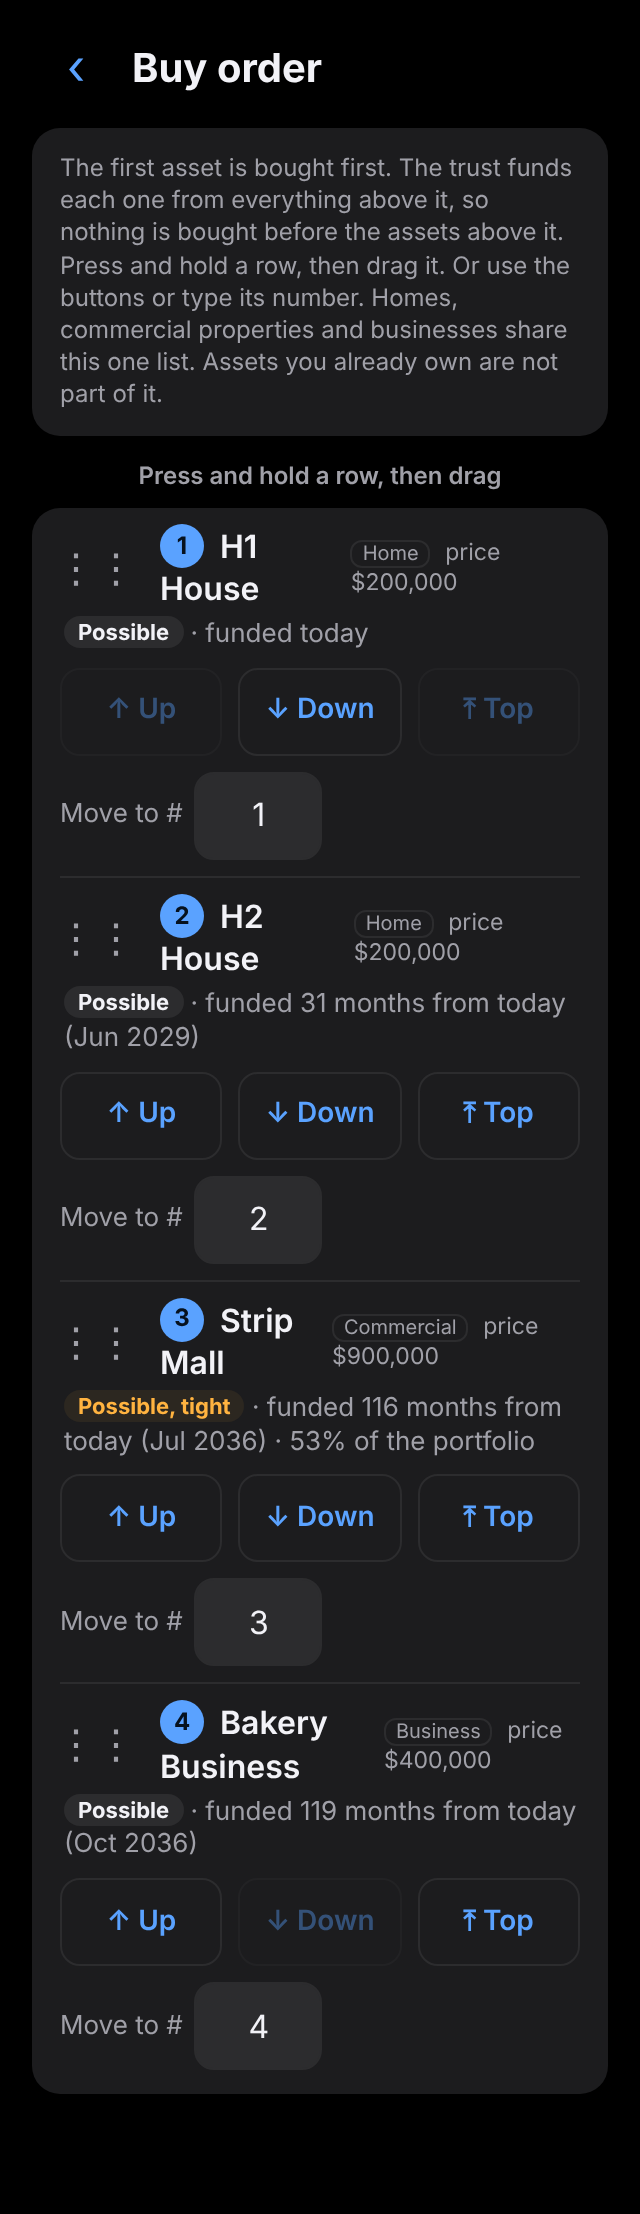 Buy order
The first asset is bought first. The trust funds
each one from everything above it, so
nothing is bought before the assets above it.
Press and hold a row, then drag it. Or use the
buttons or type its number. Homes,
commercial properties and businesses share
this one list. Assets you already own are not
part of it.
Press and hold a row, then drag
1 H1
House
Home price
$200,000
Possible · funded today
↑ Up
↓ Down
⤒ Top
Move to # 1
2 H2
House
Home price
$200,000
Possible · funded 31 months from today
(Jun 2029)
↑ Up
↓ Down
⤒ Top
Move to # 2
3 Strip
Mall
Commercial price
$900,000
Possible, tight · funded 116 months from
today (Jul 2036) · 53% of the portfolio
↑ Up
↓ Down
⤒ Top
Move to # 3
4 Bakery
Business
Business price
$400,000
Possible · funded 119 months from today
(Oct 2036)
↑ Up
↓ Down
⤒ Top
Move to # 4